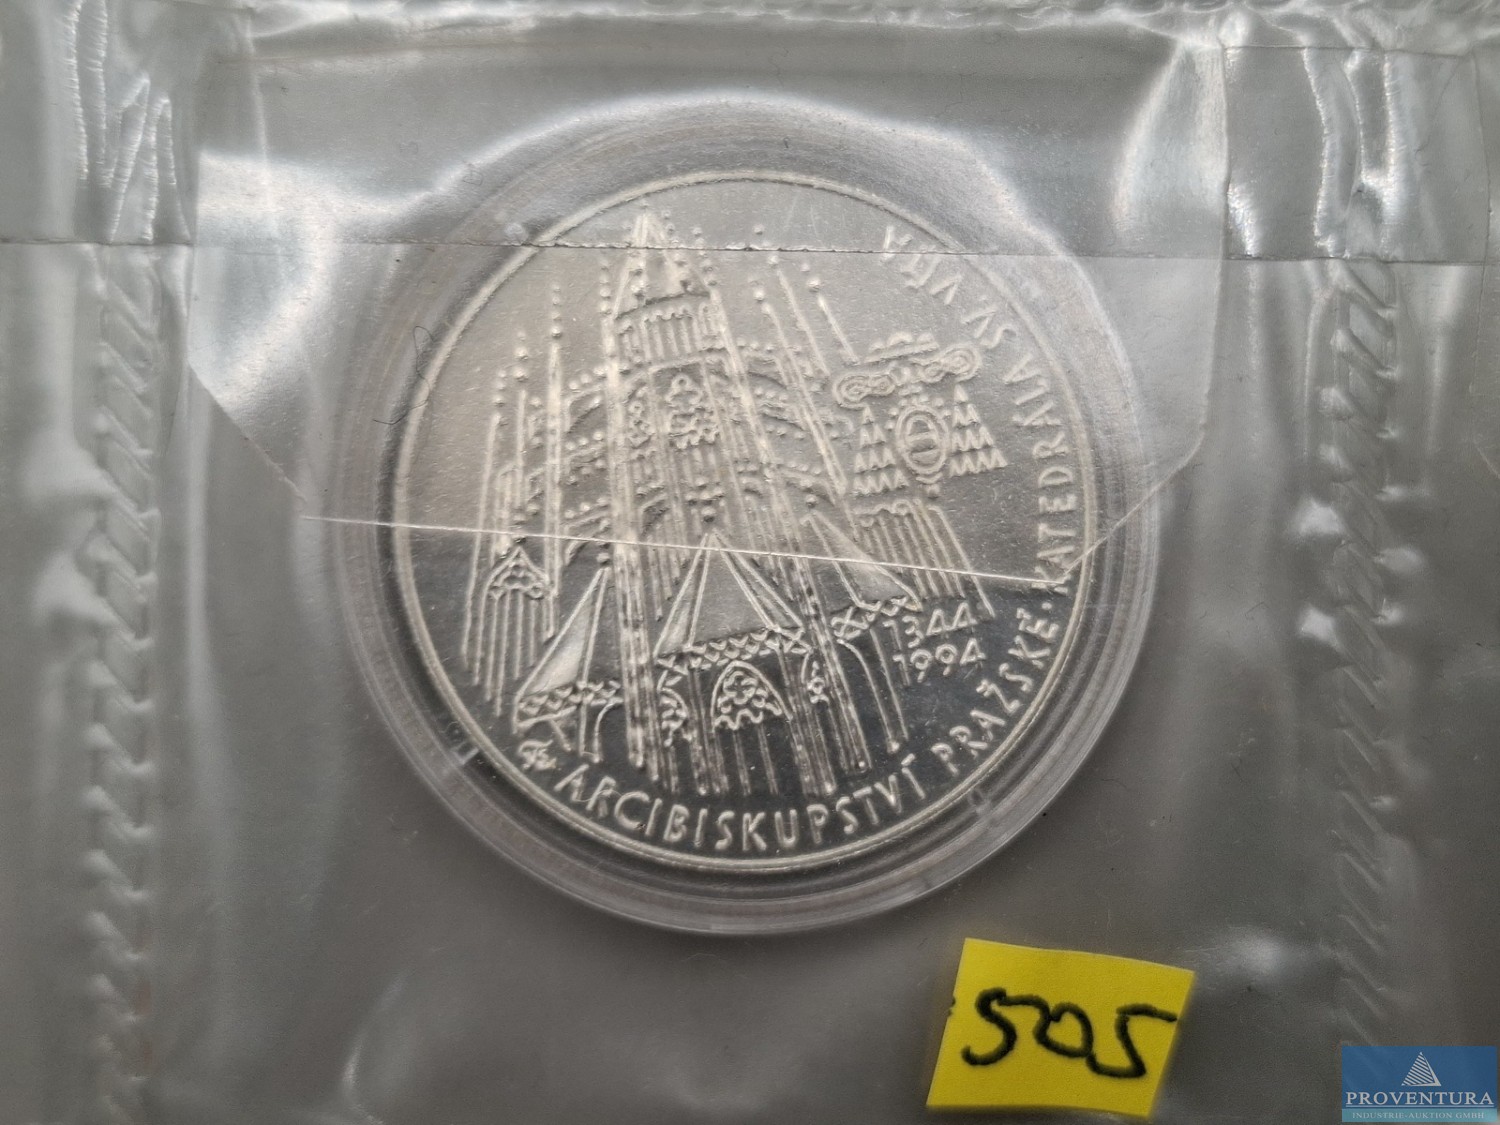 ARCIBISKUPSTVÍ PRAŽSKÉ · KATEDRÁLA SV. VÍTA
1344
1994
505
PROVENTURA
INDUSTRIE-AUKTION GMBH